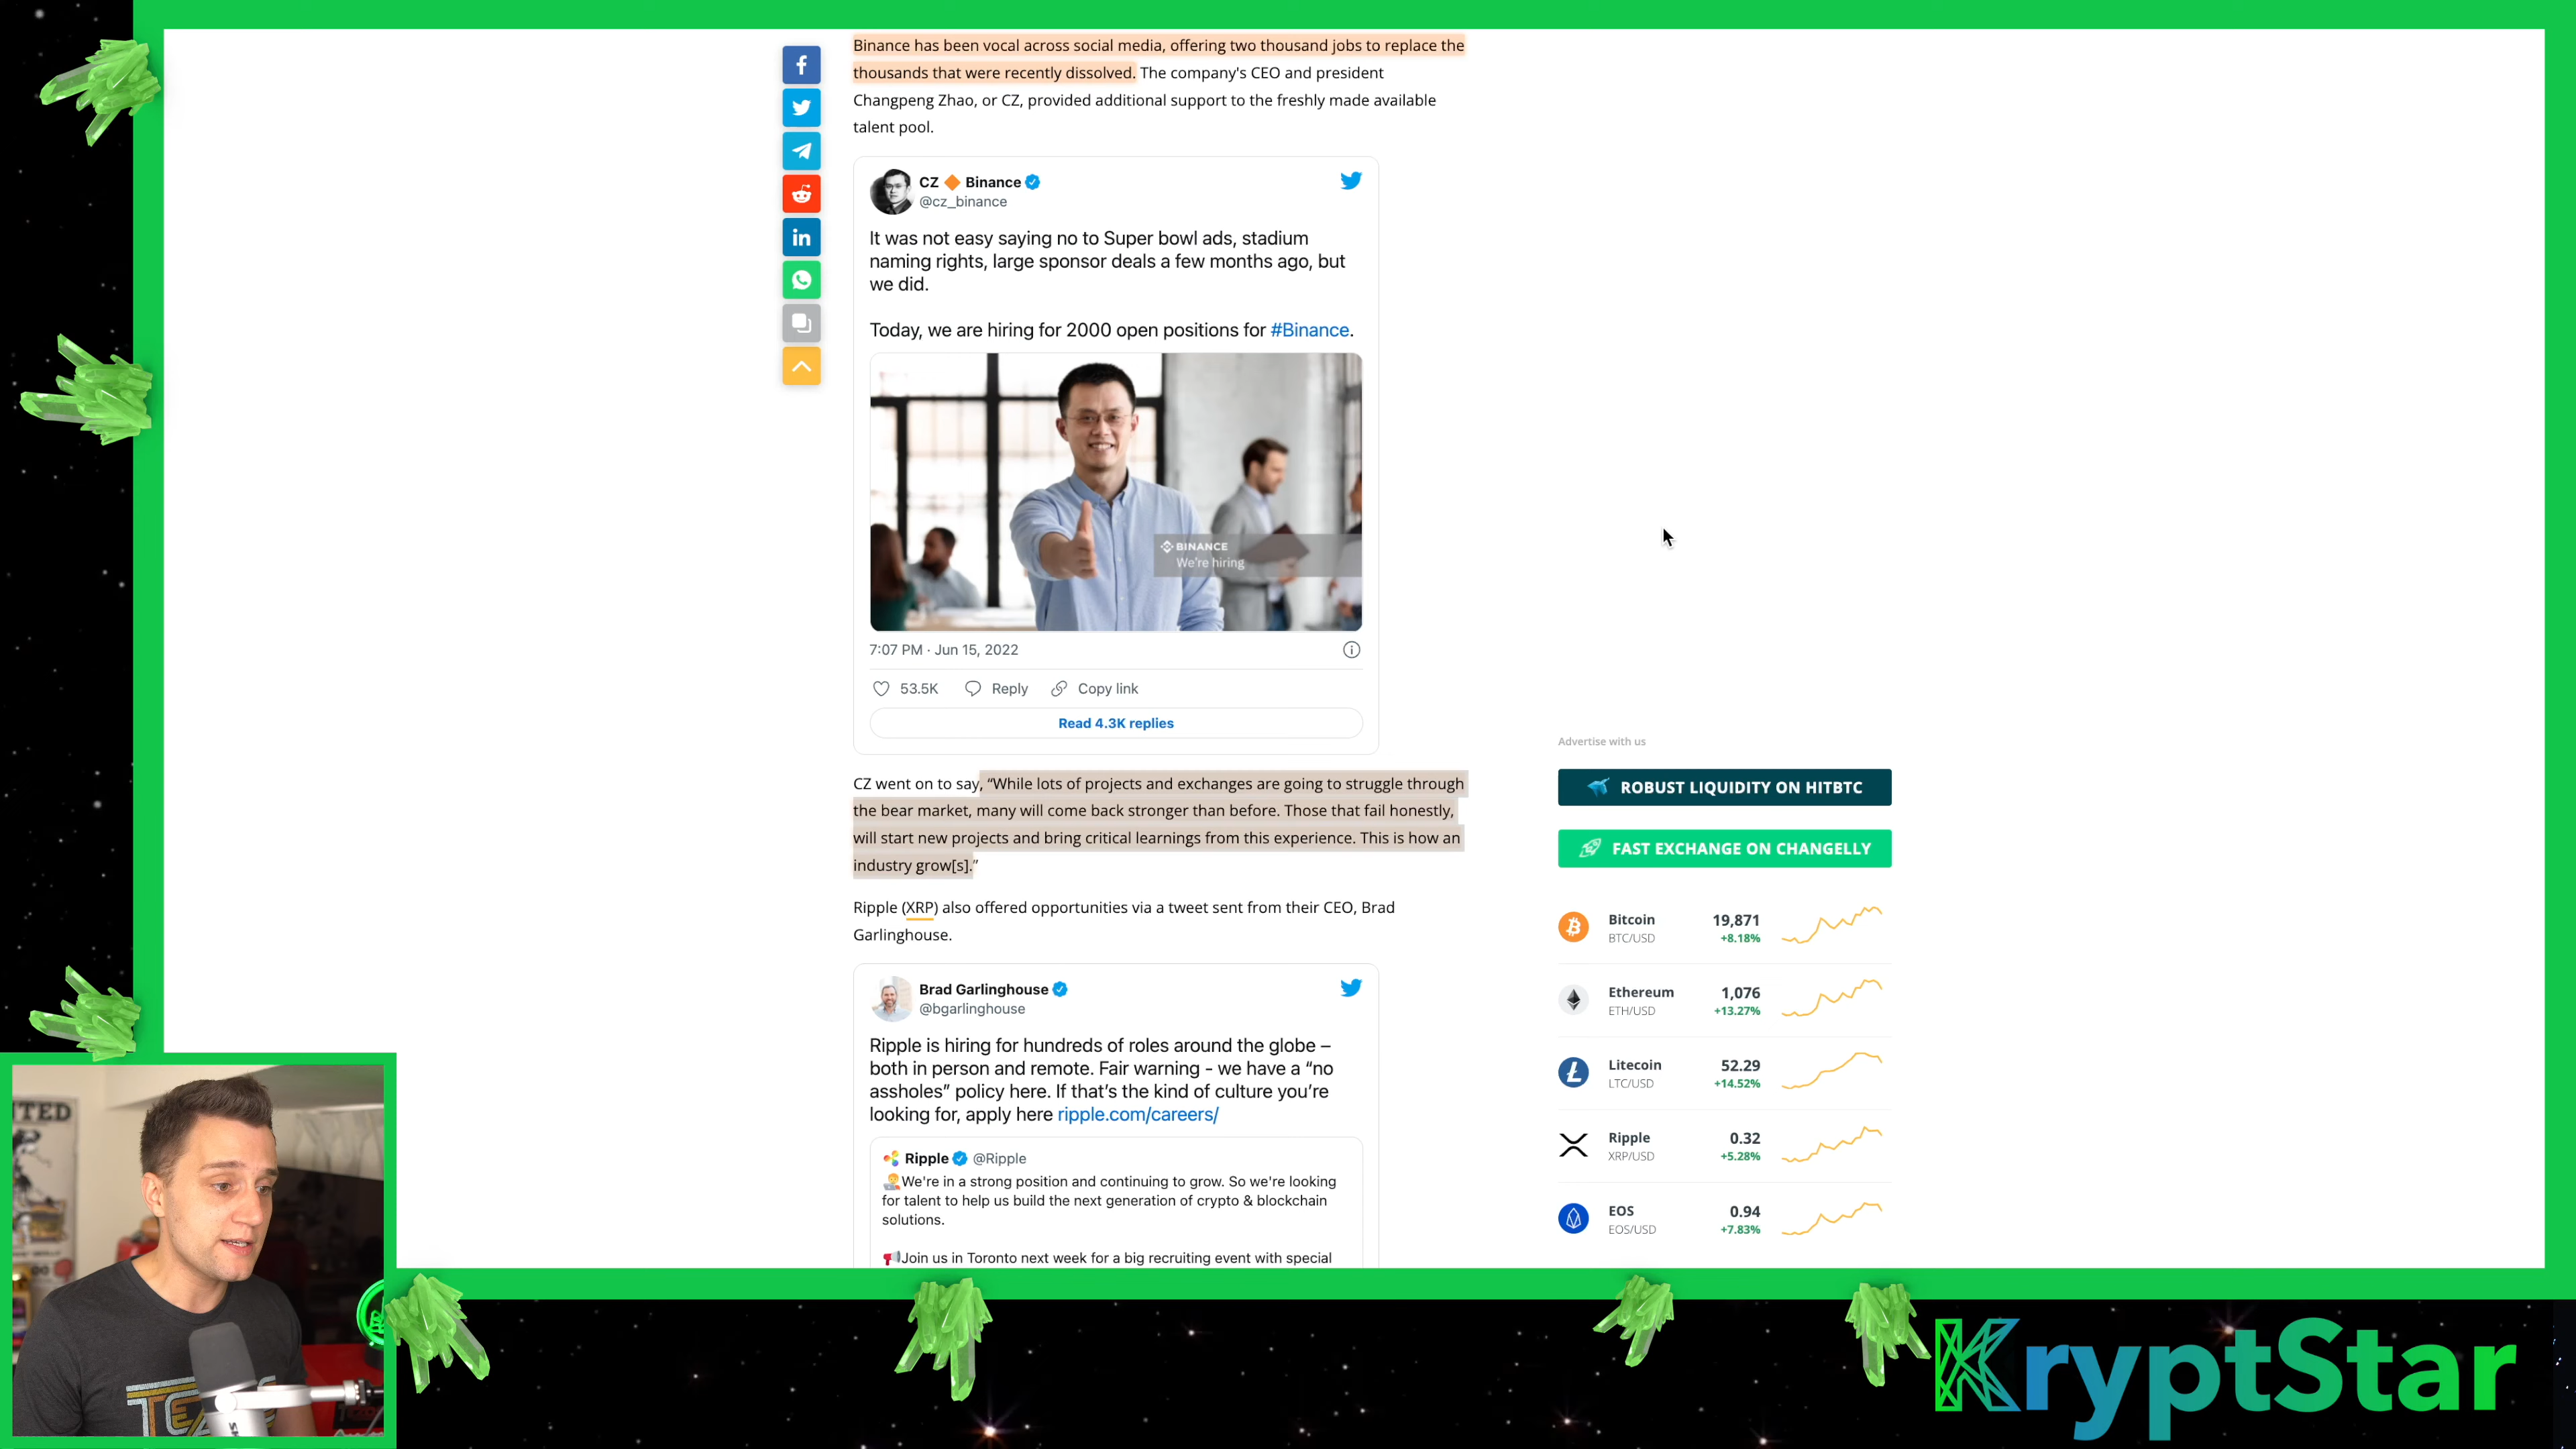 Binance has been vocal across social media, offering two thousand jobs to replace the
thousands that were recently dissolved. The company's CEO and president
Changpeng Zhao, or CZ, provided additional support to the freshly made available
talent pool.
CZ 🔶 Binance
@cz_binance
It was not easy saying no to Super bowl ads, stadium
naming rights, large sponsor deals a few months ago, but
we did.
Today, we are hiring for 2000 open positions for #Binance.
BINANCE
We're hiring
7:07 PM · Jun 15, 2022
53.5K Reply Copy link
Read 4.3K replies
CZ went on to say, “While lots of projects and exchanges are going to struggle through
the bear market, many will come back stronger than before. Those that fail honestly,
will start new projects and bring critical learnings from this experience. This is how an
industry grow[s].”
Ripple (XRP) also offered opportunities via a tweet sent from their CEO, Brad
Garlinghouse.
Brad Garlinghouse
@bgarlinghouse
Ripple is hiring for hundreds of roles around the globe –
both in person and remote. Fair warning - we have a “no
assholes” policy here. If that’s the kind of culture you’re
looking for, apply here ripple.com/careers/
Ripple @Ripple
🧑‍💻We're in a strong position and continuing to grow. So we're looking
for talent to help us build the next generation of crypto & blockchain
solutions.
📢Join us in Toronto next week for a big recruiting event with special
Advertise with us
ROBUST LIQUIDITY ON HITBTC
FAST EXCHANGE ON CHANGELLY
Bitcoin 19,871
BTC/USD +8.18%
Ethereum 1,076
ETH/USD +13.27%
Litecoin 52.29
LTC/USD +14.52%
Ripple 0.32
XRP/USD +5.28%
EOS 0.94
EOS/USD +7.83%
KryptStar